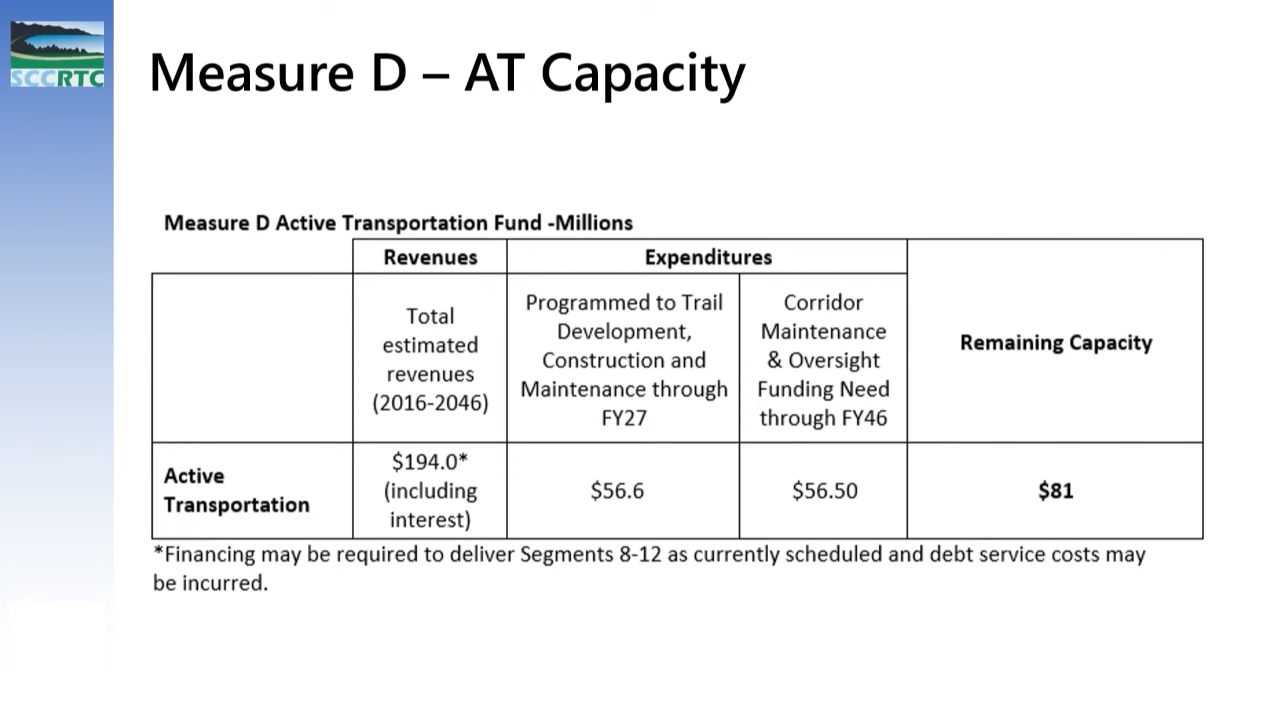 SCCRTC
Measure D – AT Capacity
Measure D Active Transportation Fund -Millions
Revenues
Expenditures
Remaining Capacity
Total
estimated
revenues
(2016-2046)
Programmed to Trail
Development,
Construction and
Maintenance through
FY27
Corridor
Maintenance
& Oversight
Funding Need
through FY46
Active
Transportation
$194.0*
(including
interest)
$56.6
$56.50
$81
*Financing may be required to deliver Segments 8-12 as currently scheduled and debt service costs may
be incurred.